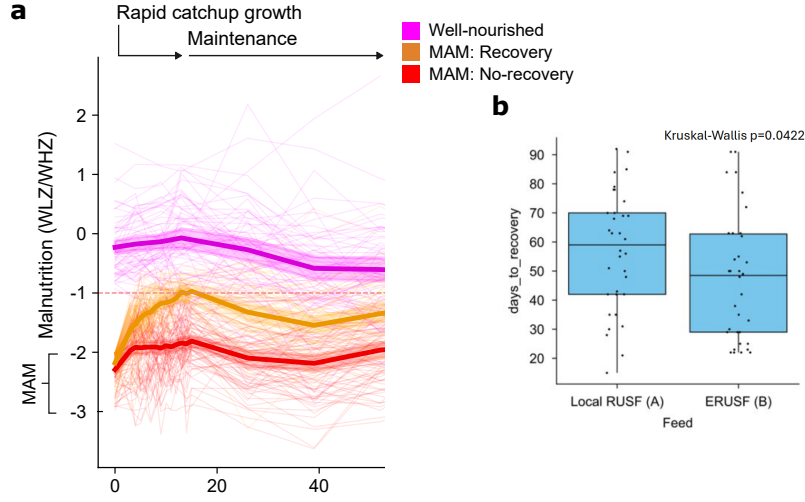 a
Rapid catchup growth
Maintenance
Well-nourished
MAM: Recovery
MAM: No-recovery
Malnutrition (WLZ/WHZ)
MAM
2
1
0
-1
-2
-3
0
20
40
b
Kruskal-Wallis p=0.0422
days_to_recovery
90
80
70
60
50
40
30
20
Local RUSF (A)
ERUSF (B)
Feed